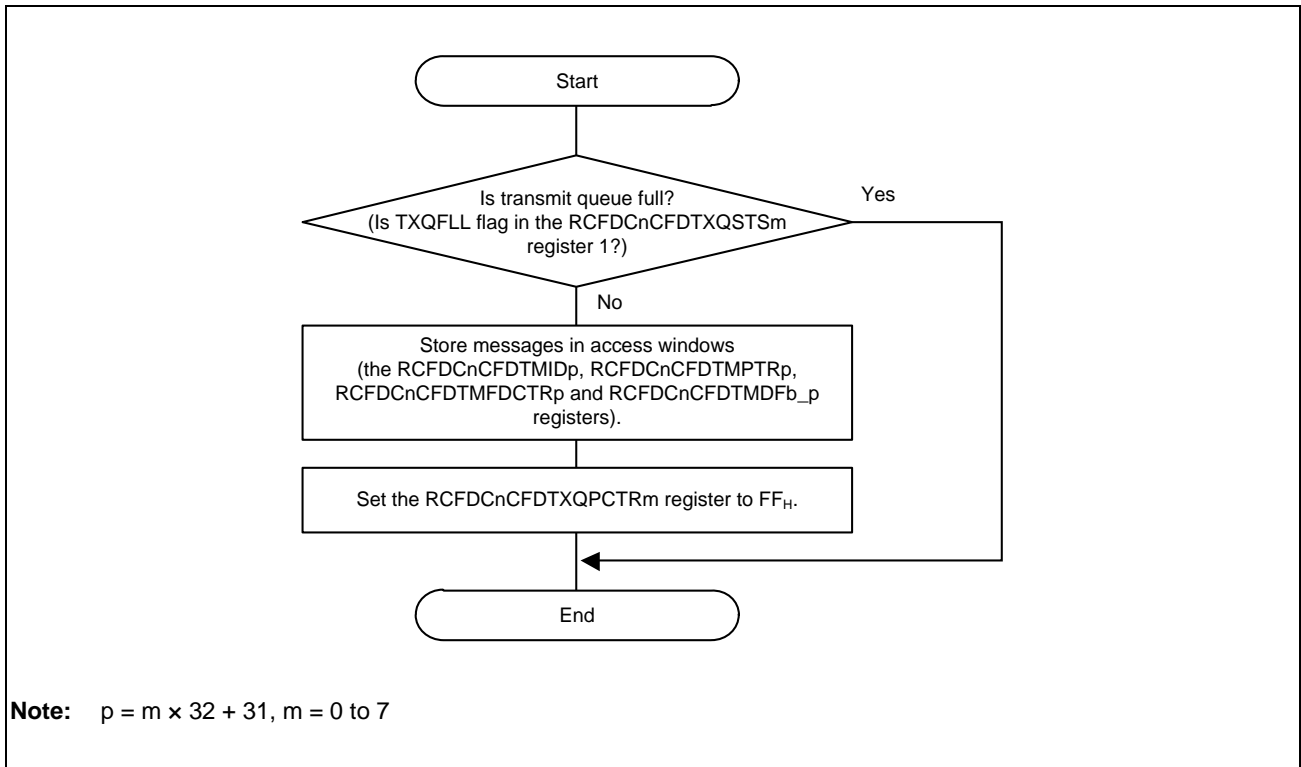 Start
Is transmit queue full?
(Is TXQFLL flag in the RCFDCnCFDTXQSTSm
register 1?)
Yes
No
Store messages in access windows
(the RCFDCnCFDTMIDp, RCFDCnCFDTMPTRp,
RCFDCnCFDTMFDCTRp and RCFDCnCFDTMDFb_p
registers).
Set the RCFDCnCFDTXQPCTRm register to FFH.
End
Note: p = m × 32 + 31, m = 0 to 7